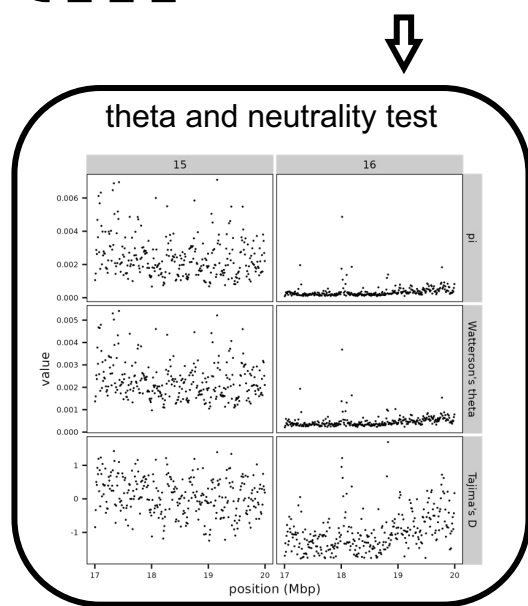 theta and neutrality test
15 16
0.006
0.004
0.002
0.000
pi
0.005
0.004
0.003
0.002
0.001
0.000
Watterson's theta
value
1
0
-1
Tajima's D
17 18 19 20 17 18 19 20
position (Mbp)